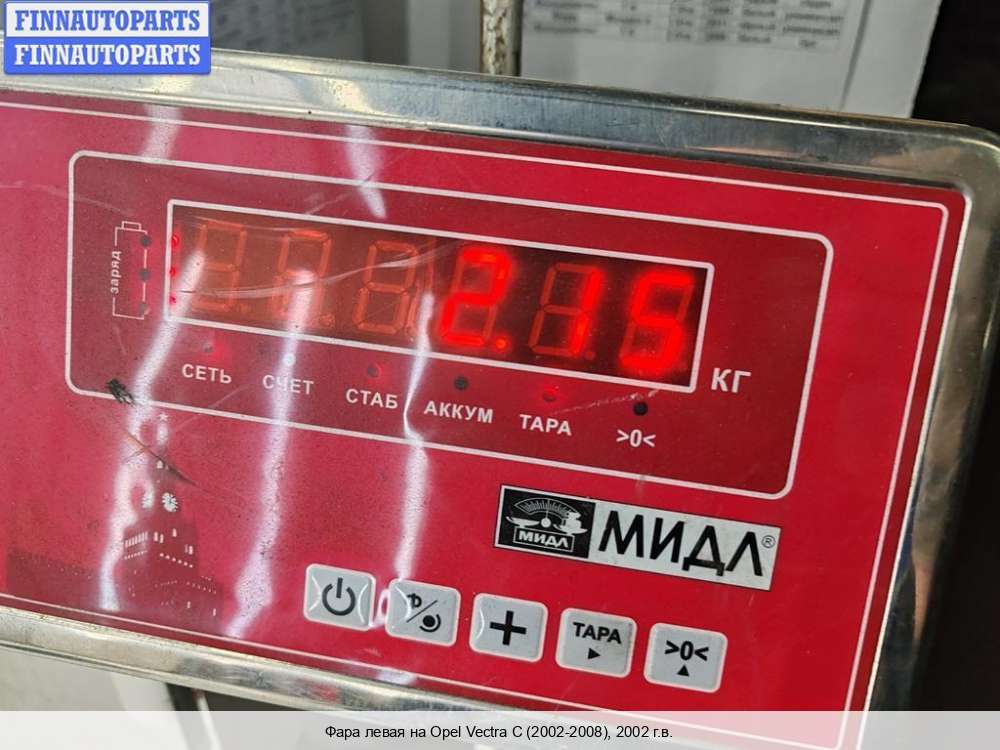 FINNAUTOPARTS
FINNAUTOPARTS
заряд
2.15
КГ
СЕТЬ
СЧЕТ
СТАБ
АККУМ
ТАРА
>0<
МИДЛ
МИДЛ®
+
ТАРА
>0<
Фара левая на Opel Vectra C (2002-2008), 2002 г.в.